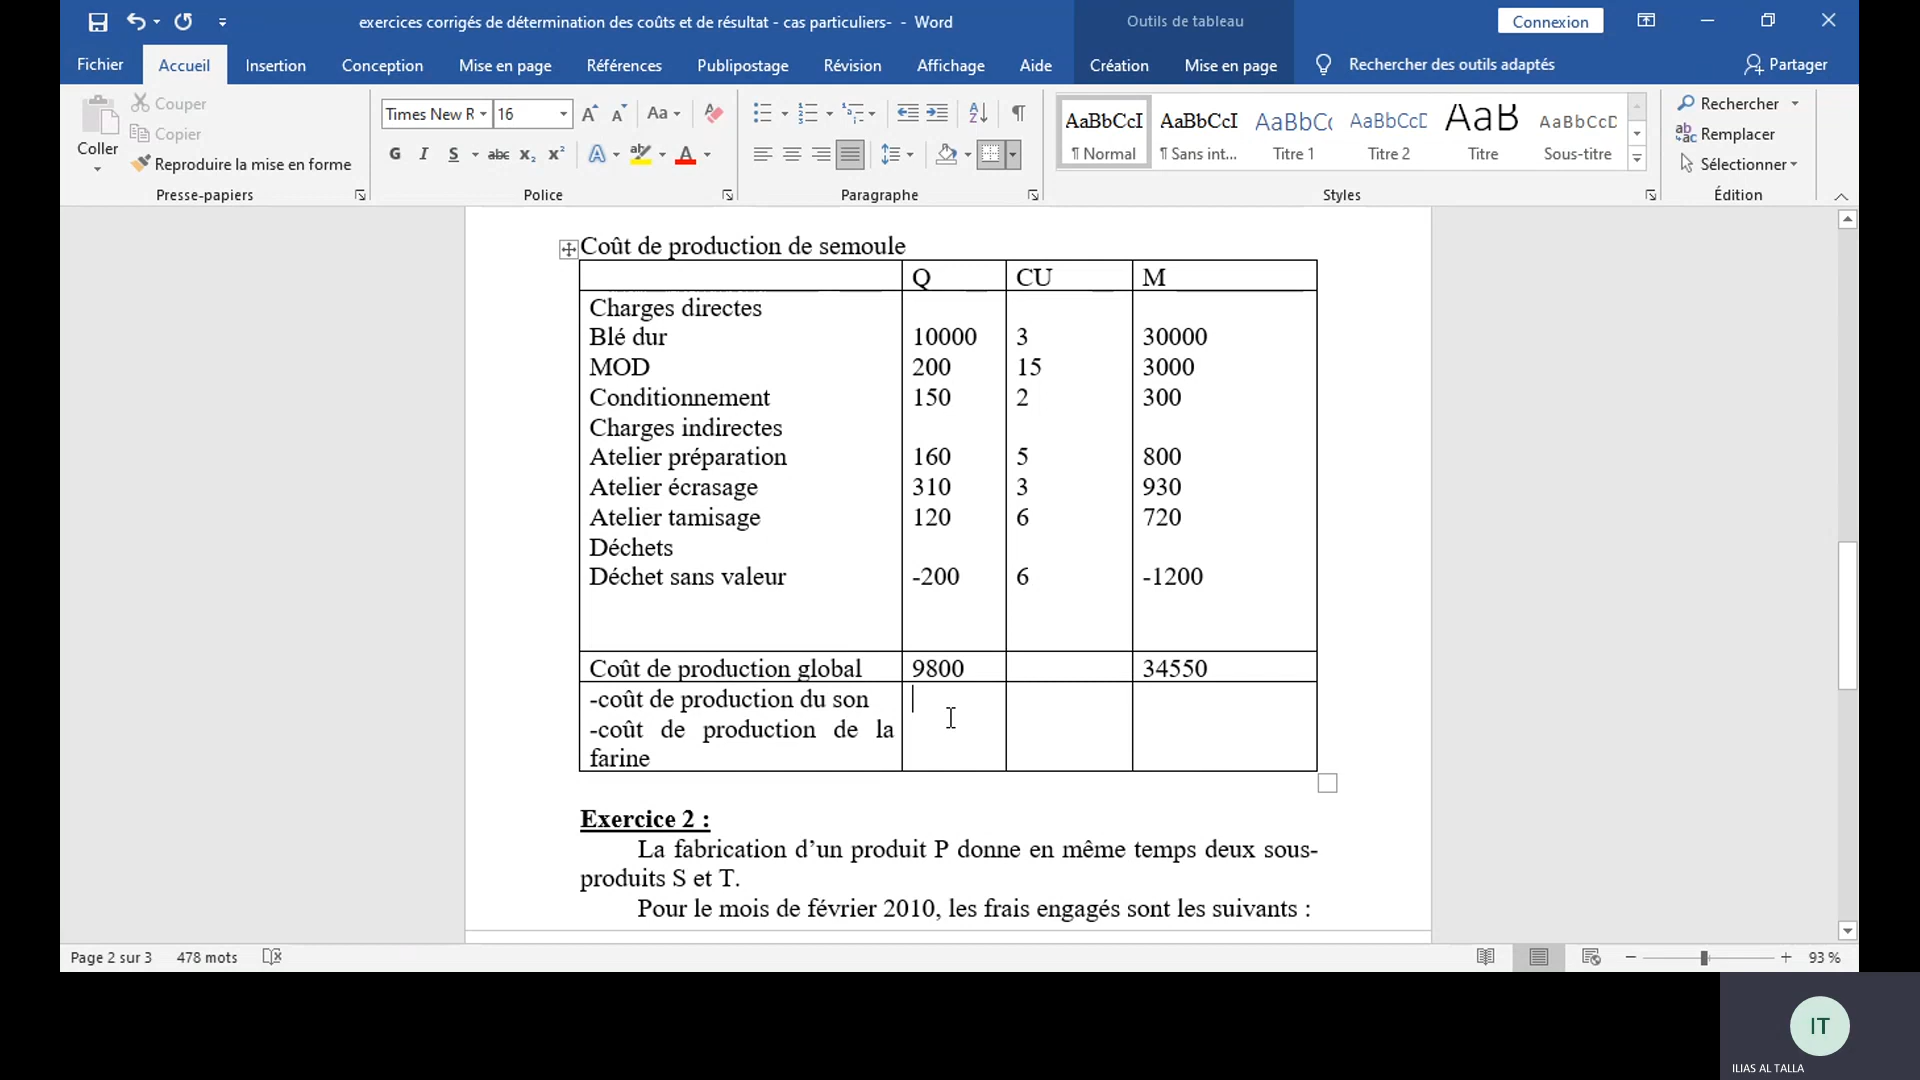 exercices corrigés de détermination des coûts et de résultat - cas particuliers- - Word
Outils de tableau
Connexion
Fichier Accueil Insertion Conception Mise en page Références Publipostage Révision Affichage Aide Création Mise en page Rechercher des outils adaptés Partager
Coller
Couper
Copier
Reproduire la mise en forme
Presse-papiers
Times New R 16
G I S abc x₂ x²
Police
Paragraphe
AaBbCcI AaBbCcI AaBbC AaBbCcD AaB AaBbCcD
¶ Normal ¶ Sans int... Titre 1 Titre 2 Titre Sous-titre
Styles
Rechercher
Remplacer
Sélectionner
Édition
Coût de production de semoule
Q CU M
Charges directes
Blé dur 10000 3 30000
MOD 200 15 3000
Conditionnement 150 2 300
Charges indirectes
Atelier préparation 160 5 800
Atelier écrasage 310 3 930
Atelier tamisage 120 6 720
Déchets
Déchet sans valeur -200 6 -1200
Coût de production global 9800 34550
-coût de production du son
-coût de production de la
farine
Exercice 2 :
La fabrication d’un produit P donne en même temps deux sous-
produits S et T.
Pour le mois de février 2010, les frais engagés sont les suivants :
Page 2 sur 3 478 mots 93 %
IT
ILIAS AL TALLA